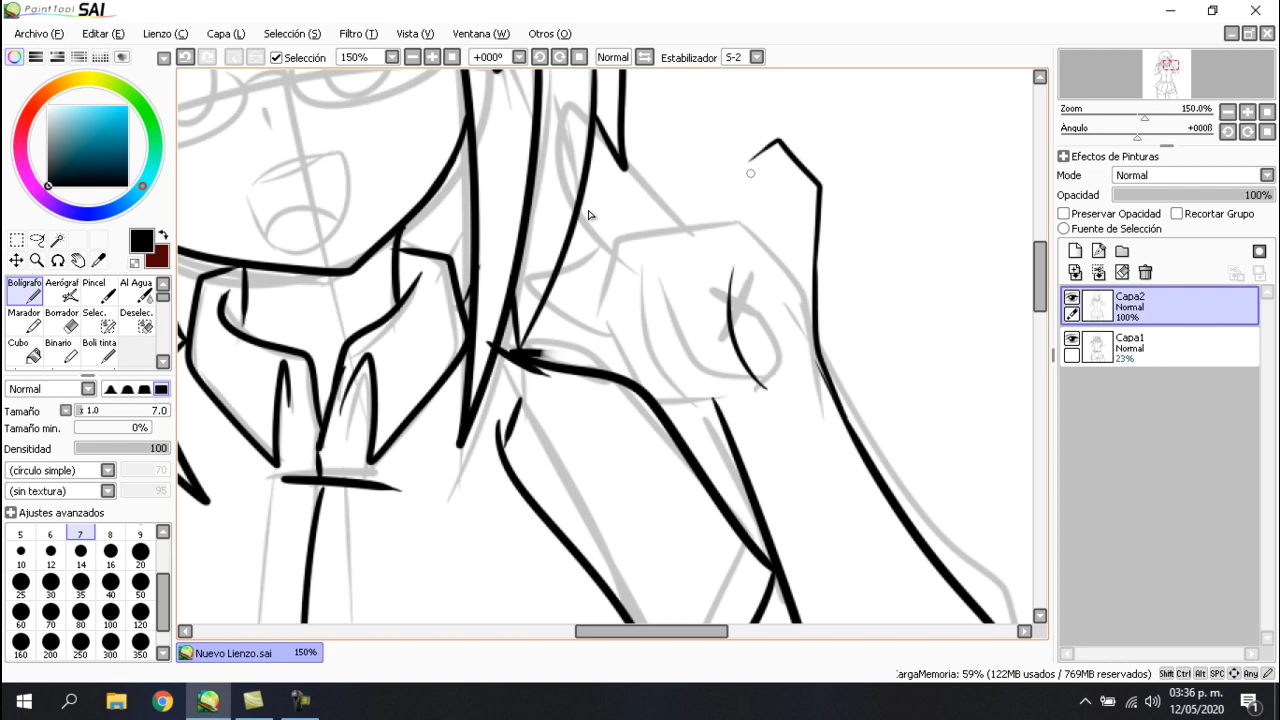 PaintTool SAI
Archivo (F) Editar (E) Lienzo (C) Capa (L) Selección (S) Filtro (T) Vista (V) Ventana (W) Otros (O)
Selección 150% +000º Normal Estabilizador S-2
Zoom 150.0%
Àngulo +000ß
Efectos de Pinturas
Mode Normal
Opacidad 100%
Preservar Opacidad Recortar Grupo
Fuente de Selección
Capa2
Normal
100%
Capa1
Normal
23%
Bolígrafo Aerógraf Pincel Al Agua
Marador Borrador Selec. Deselec.
Cubo Binario Boli tinta
Normal
Tamaño x 1.0 7.0
Tamaño min. 0%
Densitidad 100
(círculo simple) 70
(sin textura) 95
Ajustes avanzados
5 6 7 8 9
10 12 14 16 20
25 30 35 40 50
60 70 80 100 120
160 200 250 300 350
Nuevo Lienzo.sai 150%
argaMemoria: 59% (122MB usados / 769MB reservados) Shift Ctrl Alt SPC Any
03:36 p. m.
12/05/2020
1